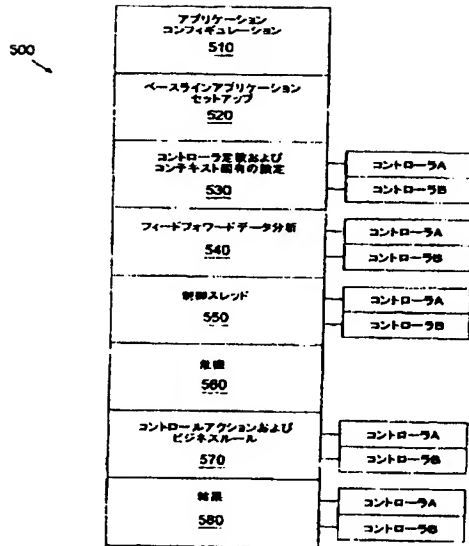 500
アプリケーション
コンフィギュレーション
510
ベースラインアプリケーション
セットアップ
520
コントローラ定数および
コンテキスト固有の設定
530
コントローラA
コントローラB
フィードフォワードデータ分析
540
コントローラA
コントローラB
制御スレッド
550
コントローラA
コントローラB
560
コントロールアクションおよび
ビジネスルール
570
コントローラA
コントローラB
結果
580
コントローラA
コントローラB